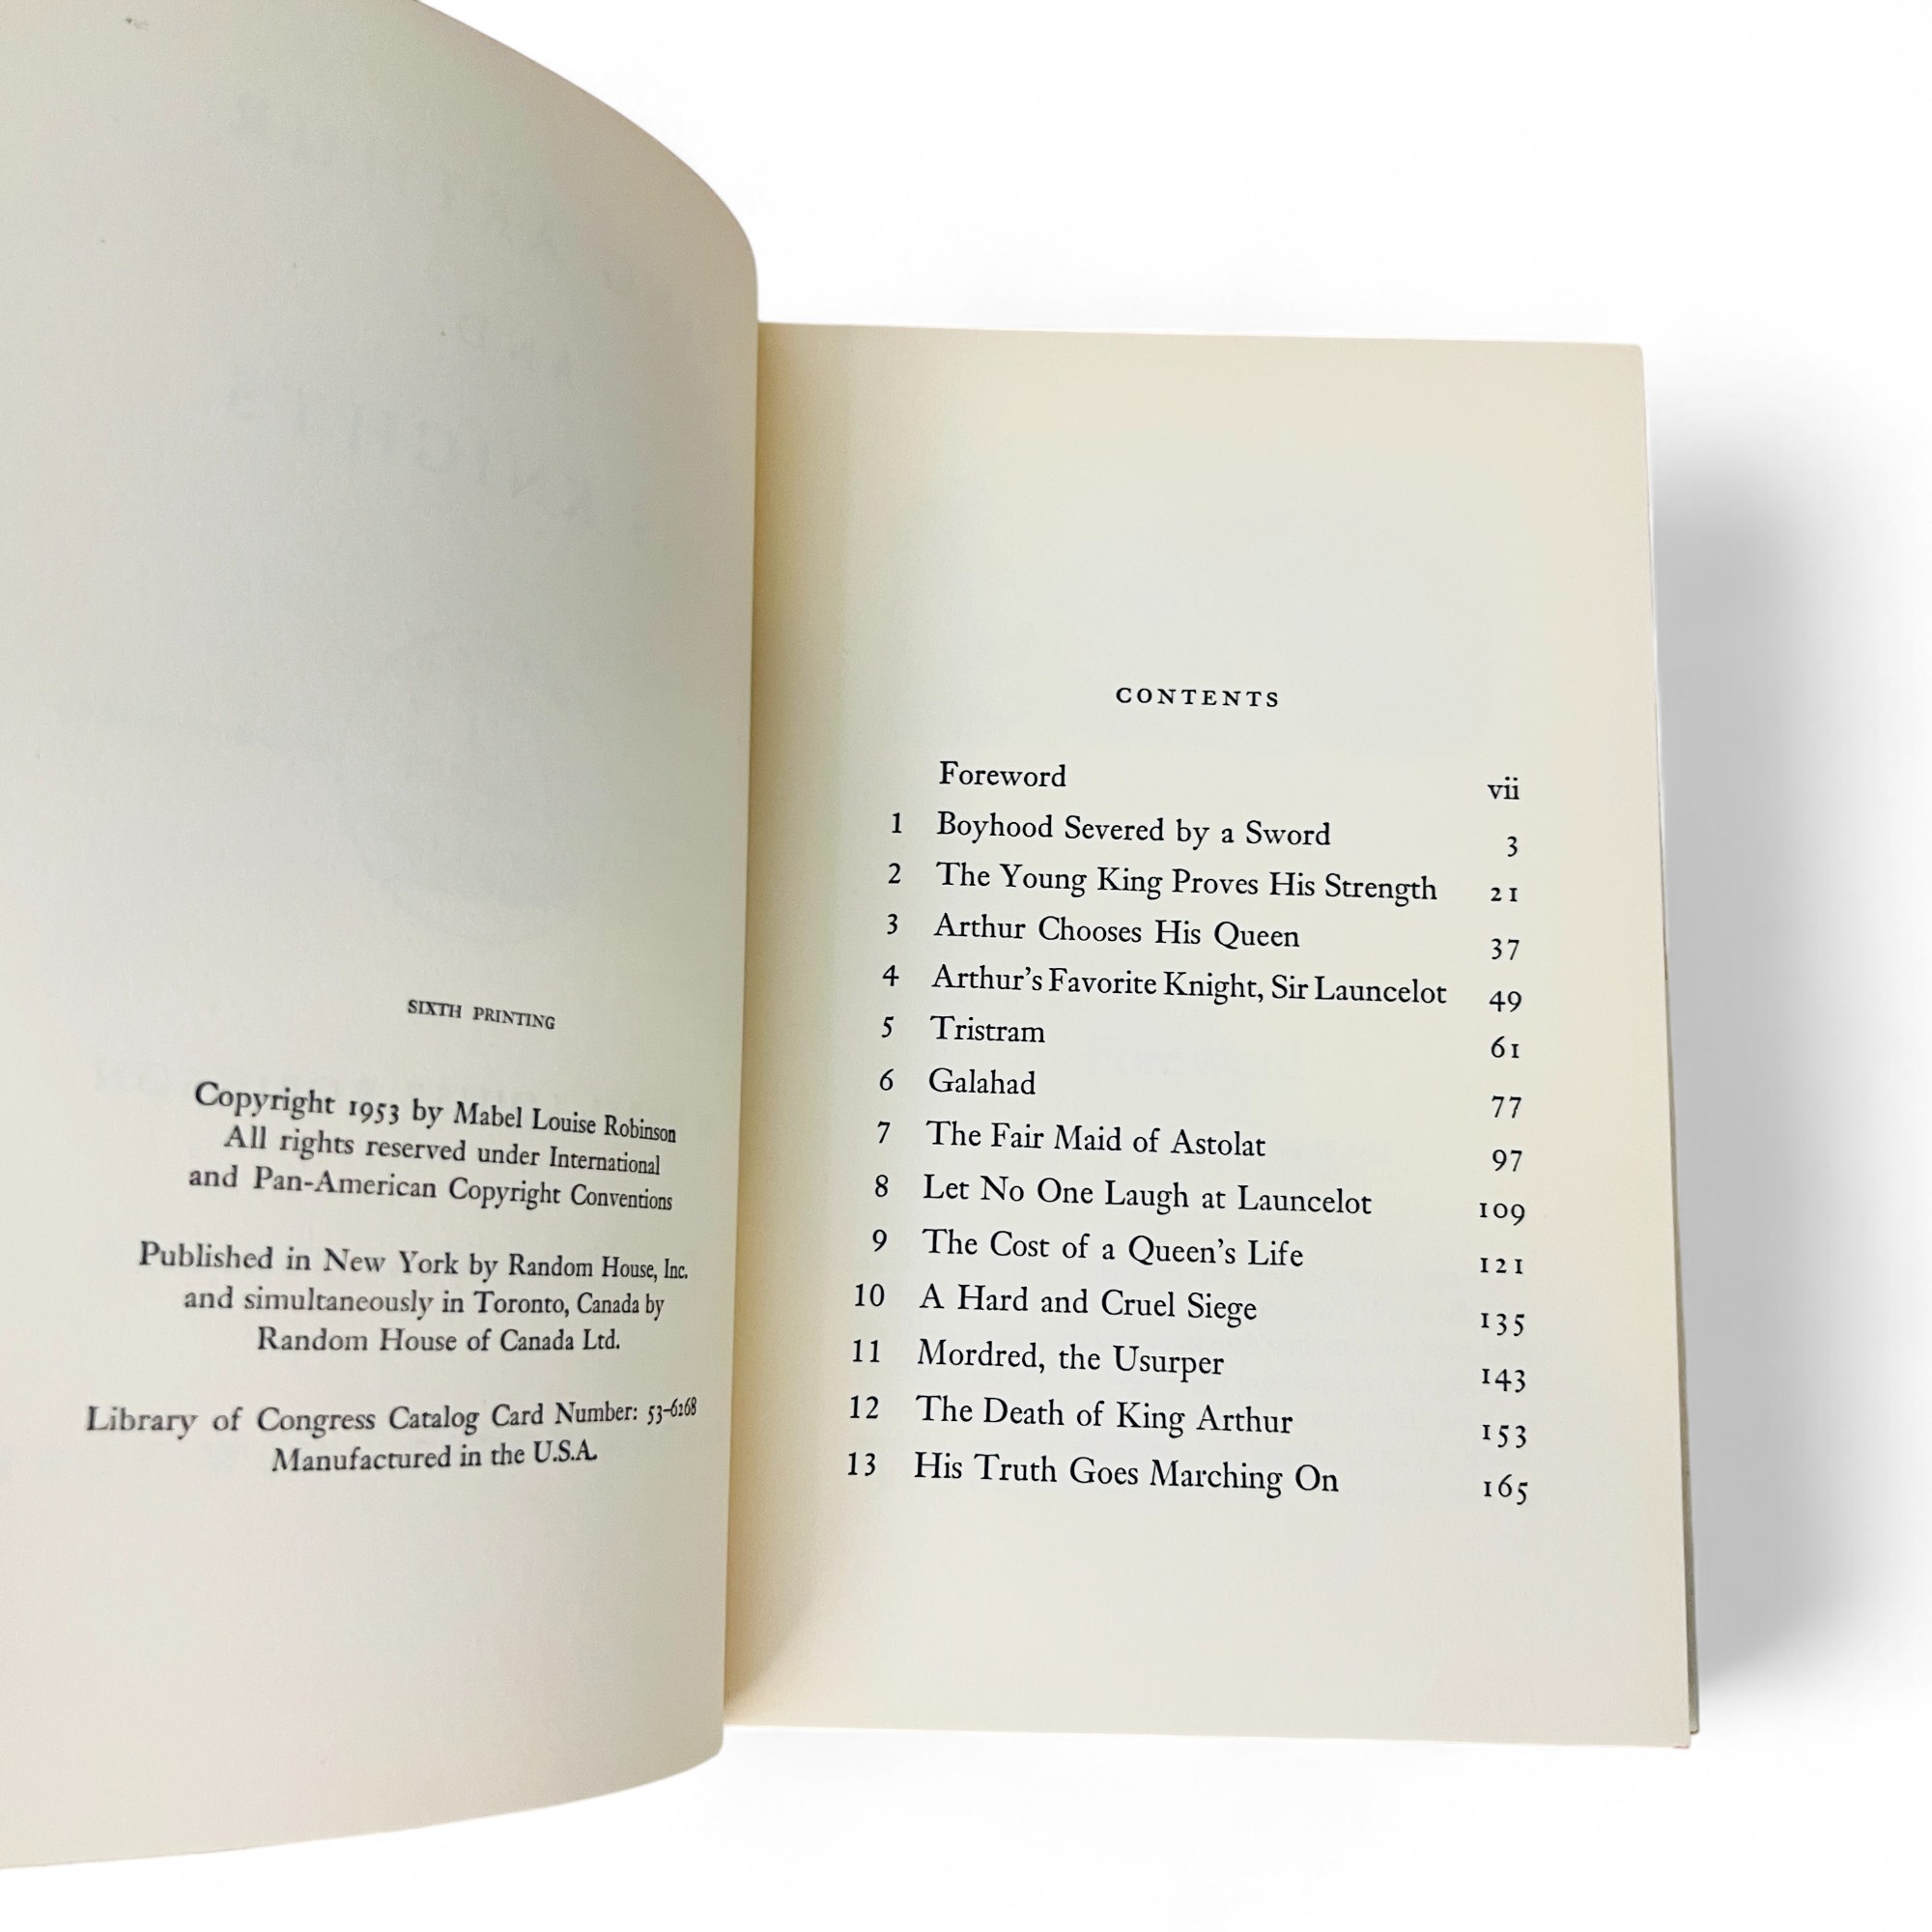 SIXTH PRINTING
Copyright 1953 by Mabel Louise Robinson
All rights reserved under International
and Pan-American Copyright Conventions
Published in New York by Random House, Inc.
and simultaneously in Toronto, Canada by
Random House of Canada Ltd.
Library of Congress Catalog Card Number: 53-6268
Manufactured in the U.S.A.
CONTENTS
Foreword vii
1 Boyhood Severed by a Sword 3
2 The Young King Proves His Strength 21
3 Arthur Chooses His Queen 37
4 Arthur's Favorite Knight, Sir Launcelot 49
5 Tristram 61
6 Galahad 77
7 The Fair Maid of Astolat 97
8 Let No One Laugh at Launcelot 109
9 The Cost of a Queen's Life 121
10 A Hard and Cruel Siege 135
11 Mordred, the Usurper 143
12 The Death of King Arthur 153
13 His Truth Goes Marching On 165